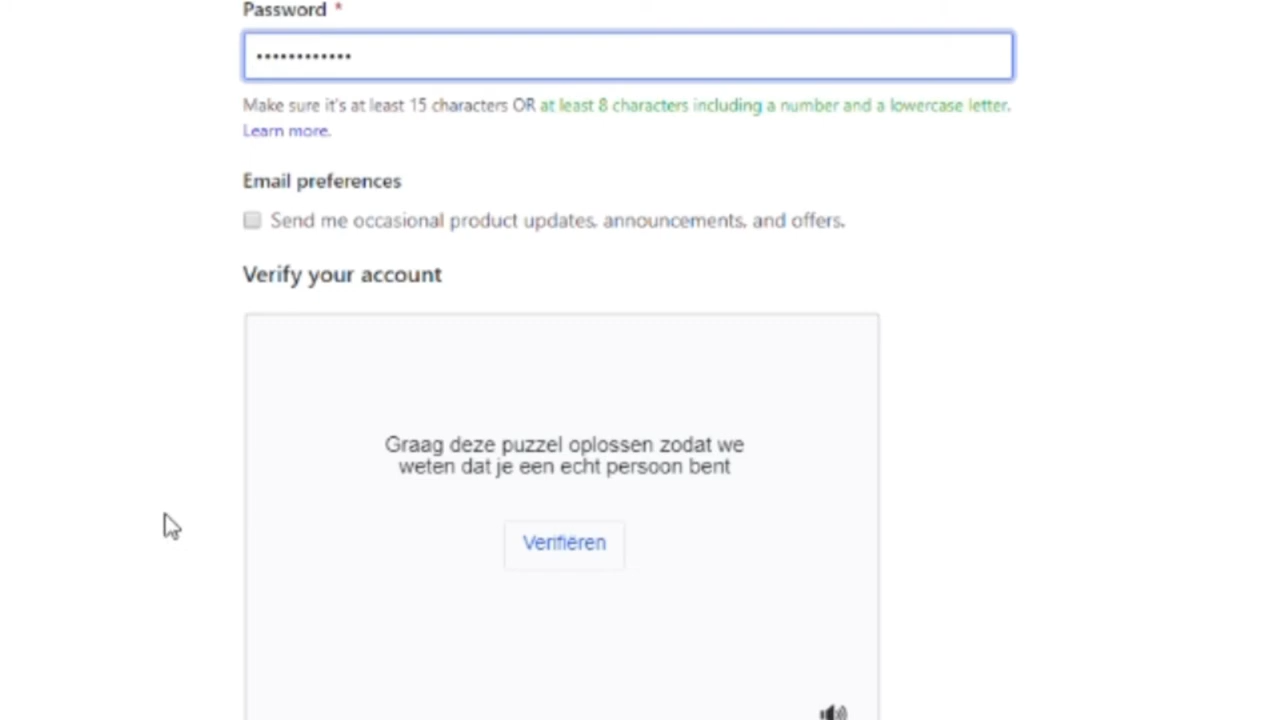 Password *
••••••••••••
Make sure it's at least 15 characters OR at least 8 characters including a number and a lowercase letter.
Learn more.
Email preferences
Send me occasional product updates, announcements, and offers.
Verify your account
Graag deze puzzel oplossen zodat we
weten dat je een echt persoon bent
Verifiëren